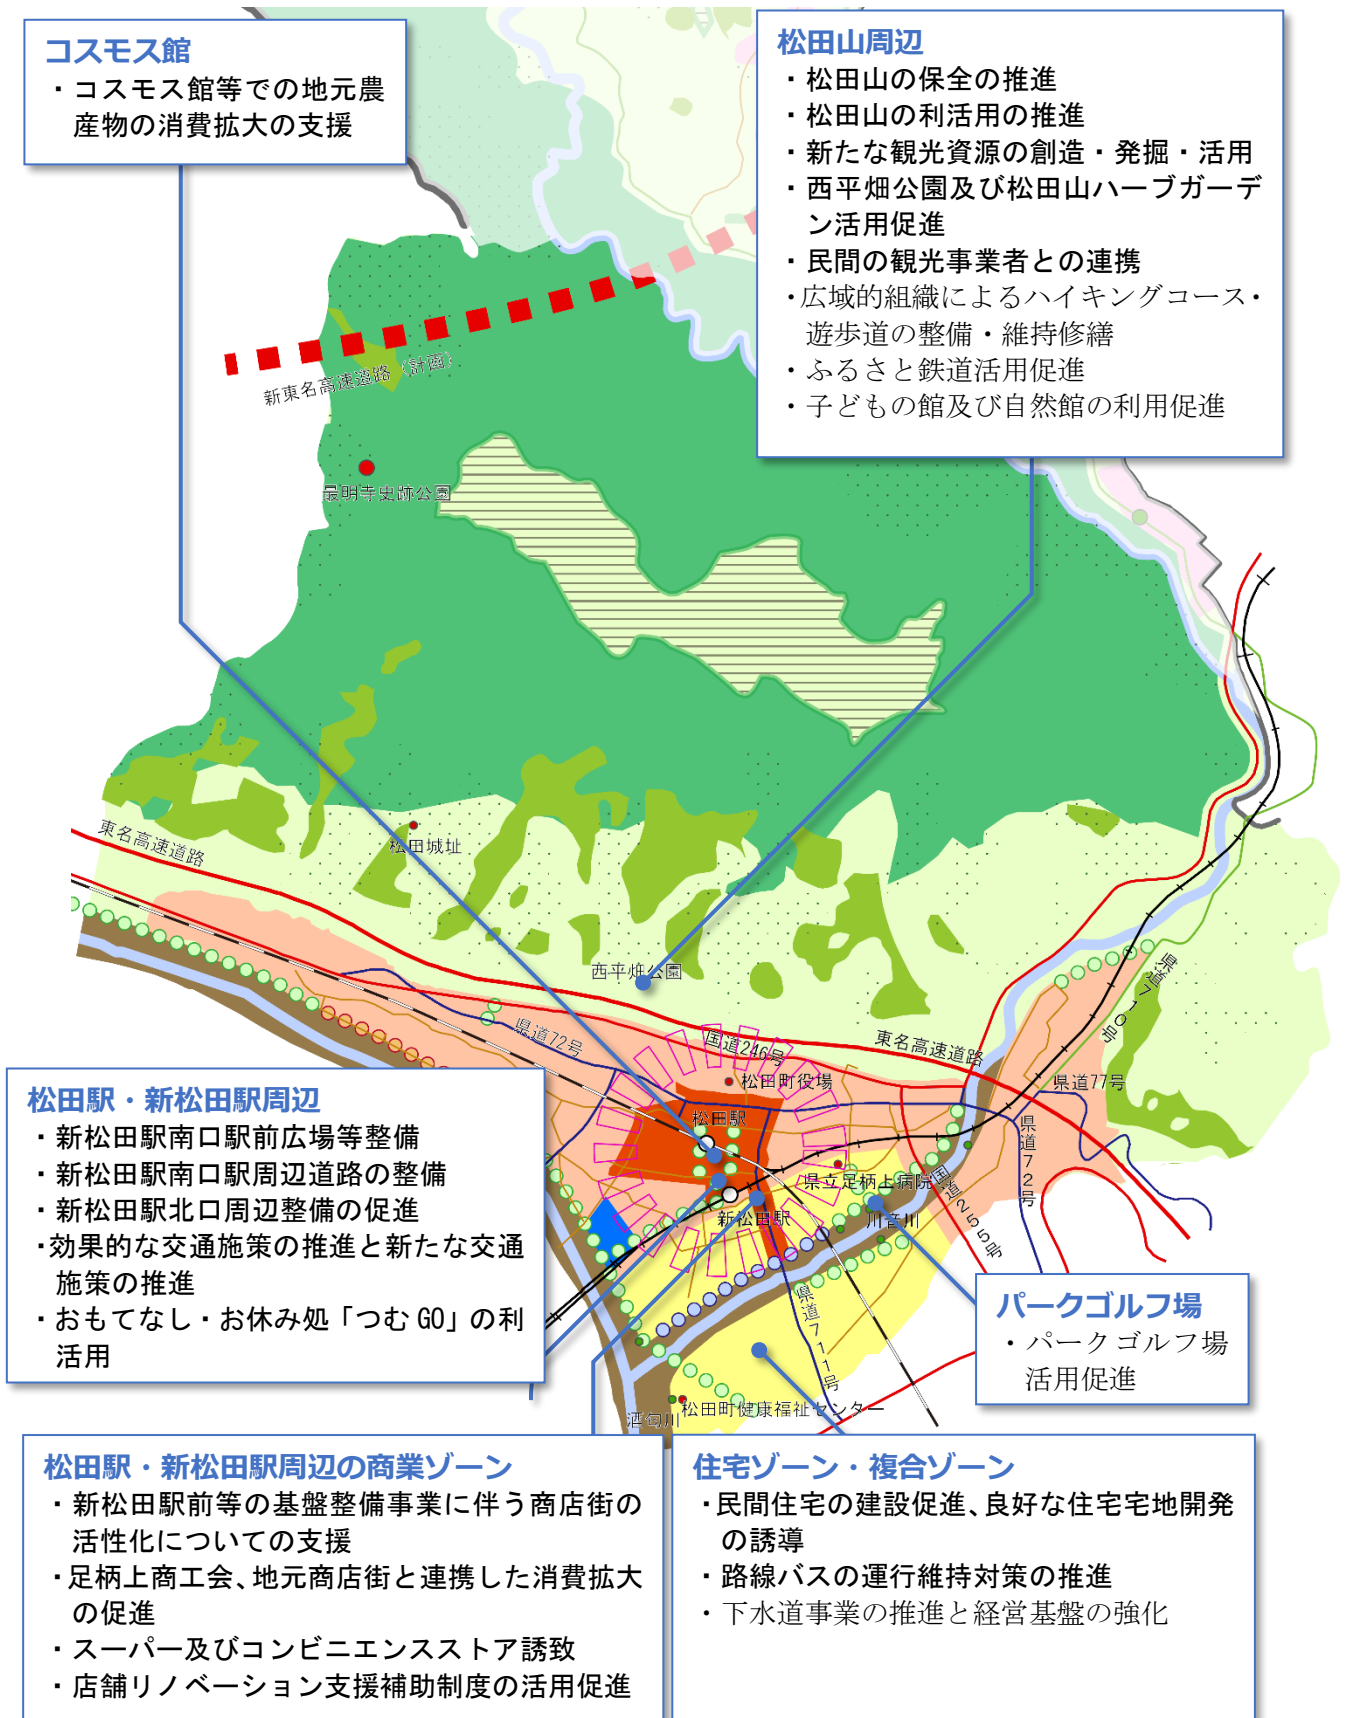 コスモス館
・コスモス館等での地元農
産物の消費拡大の支援
松田山周辺
・松田山の保全の推進
・松田山の利活用の推進
・新たな観光資源の創造・発掘・活用
・西平畑公園及び松田山ハーブガーデ
ン活用促進
・民間の観光事業者との連携
・広域的組織によるハイキングコース・
遊歩道の整備・維持修繕
・ふるさと鉄道活用促進
・子どもの館及び自然館の利用促進
新東名高速道路（計画）
最明寺史跡公園
東名高速道路
松田城址
西平畑公園
県道72号
国道246号
東名高速道路
県道710号
県道77号
松田町役場
松田駅
県道72号
県立足柄上病院
国道255号
新松田駅
川音川
県道711号
酒匂川
松田町健康福祉センター
松田駅・新松田駅周辺
・新松田駅南口駅前広場等整備
・新松田駅南口駅周辺道路の整備
・新松田駅北口周辺整備の促進
・効果的な交通施策の推進と新たな交通
施策の推進
・おもてなし・お休み処「つむGO」の利
活用
パークゴルフ場
・パークゴルフ場
活用促進
松田駅・新松田駅周辺の商業ゾーン
・新松田駅前等の基盤整備事業に伴う商店街の
活性化についての支援
・足柄上商工会、地元商店街と連携した消費拡大
の促進
・スーパー及びコンビニエンスストア誘致
・店舗リノベーション支援補助制度の活用促進
住宅ゾーン・複合ゾーン
・民間住宅の建設促進、良好な住宅宅地開発
の誘導
・路線バスの運行維持対策の推進
・下水道事業の推進と経営基盤の強化